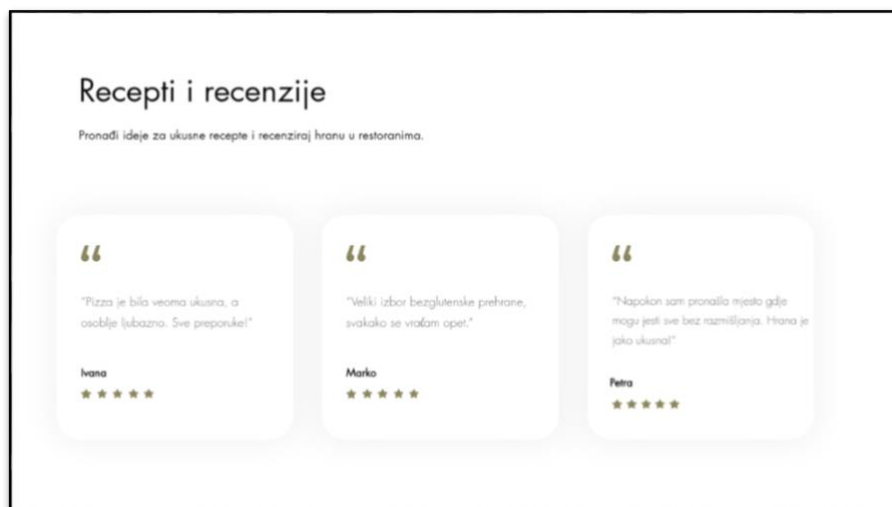 Recepti i recenzije
Pronađi ideje za ukusne recepte i recenziraj hranu u restoranima.
“
"Pizza je bila veoma ukusna, a
osoblje ljubazno. Sve preporuke!"
Ivana
“
"Veliki izbor bezglutenske prehrane,
svakako se vraćam opet."
Marko
“
"Napokon sam pronašla mjesto gdje
mogu jesti sve bez razmišljanja. Hrana je
jako ukusna!"
Petra